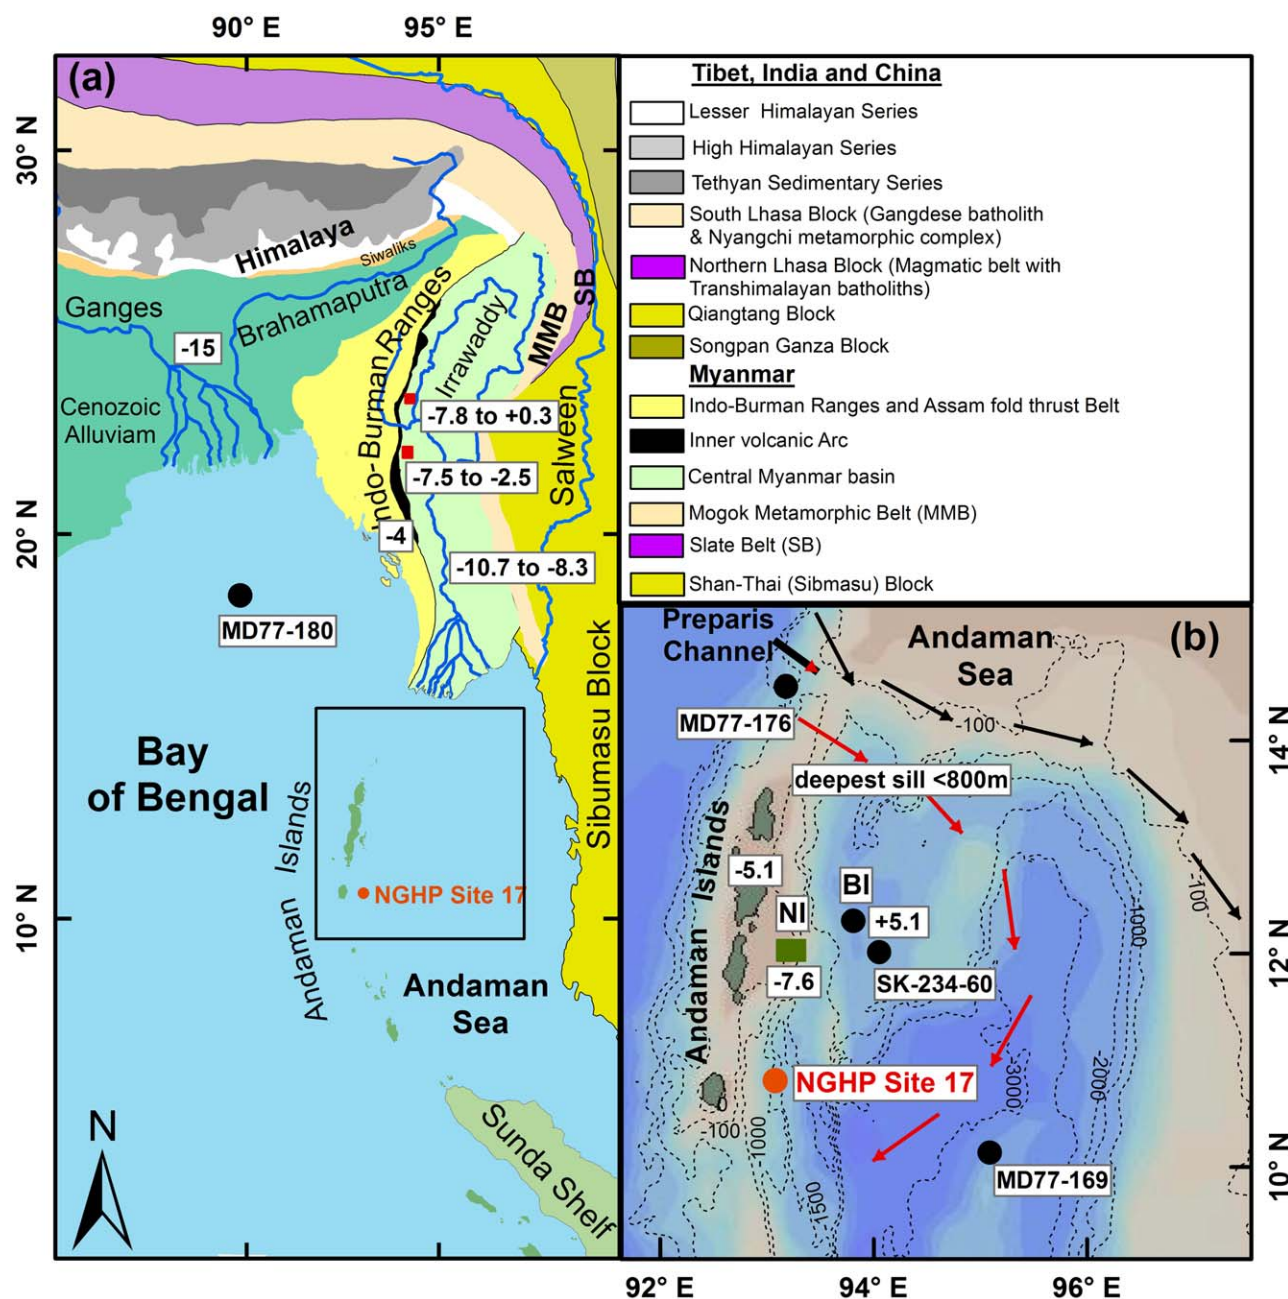 90° E
95° E
(a)
30° N
20° N
10° N
Himalaya
Siwaliks
Ganges
Brahamaputra
-15
Cenozoic
Alluviam
Indo-Burman Ranges
Irrawaddy
MMB
SB
Salween
-7.8 to +0.3
-7.5 to -2.5
-4
-10.7 to -8.3
MD77-180
Sibumasu Block
Bay
of Bengal
Andaman Islands
NGHP Site 17
Andaman
Sea
Sunda Shelf
N
Tibet, India and China
Lesser Himalayan Series
High Himalayan Series
Tethyan Sedimentary Series
South Lhasa Block (Gangdese batholith
& Nyangchi metamorphic complex)
Northern Lhasa Block (Magmatic belt with
Transhimalayan batholiths)
Qiangtang Block
Songpan Ganza Block
Myanmar
Indo-Burman Ranges and Assam fold thrust Belt
Inner volcanic Arc
Central Myanmar basin
Mogok Metamorphic Belt (MMB)
Slate Belt (SB)
Shan-Thai (Sibmasu) Block
Preparis
Channel
Andaman
Sea
(b)
MD77-176
-100
14° N
deepest sill <800m
Andaman Islands
-5.1
BI
NI
+5.1
-100
-1000
12° N
-7.6
SK-234-60
NGHP Site 17
0
-100
1000
-3000
-2000
MD77-169
-1500
10° N
92° E
94° E
96° E